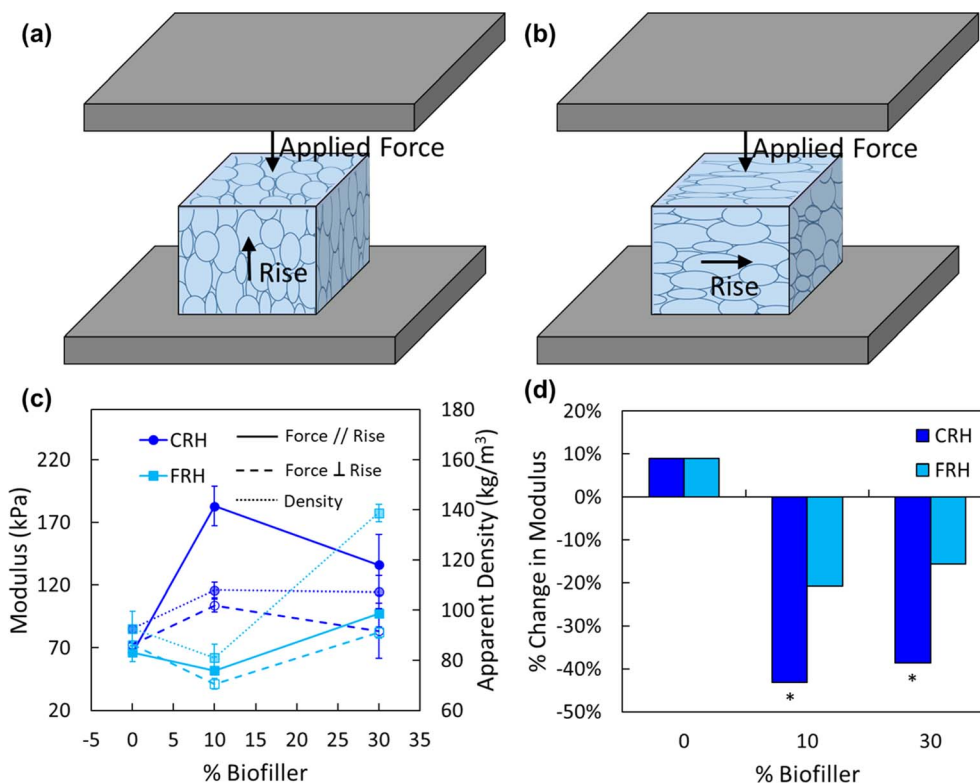 (a)
Applied Force
Rise
(b)
Applied Force
Rise
(c)
CRH
FRH
Force // Rise
Force ⊥ Rise
Density
Modulus (kPa)
220
170
120
70
20
Apparent Density (kg/m³)
180
160
140
120
100
80
60
-5 0 5 10 15 20 25 30 35
% Biofiller
(d)
CRH
FRH
% Change in Modulus
20%
10%
0%
-10%
-20%
-30%
-40%
-50%
* *
0 10 30
% Biofiller